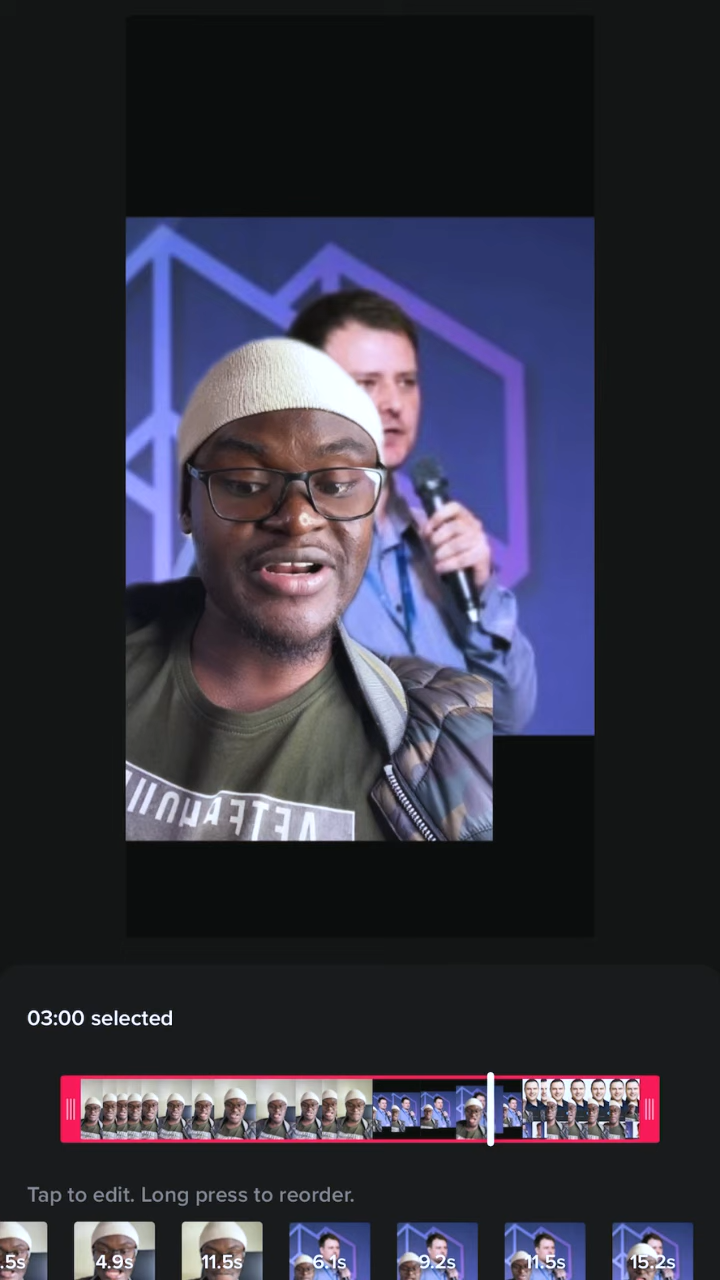 03:00 selected
Tap to edit. Long press to reorder.
.5s 4.9s 11.5s 6.1s 9.2s 11.5s 15.2s